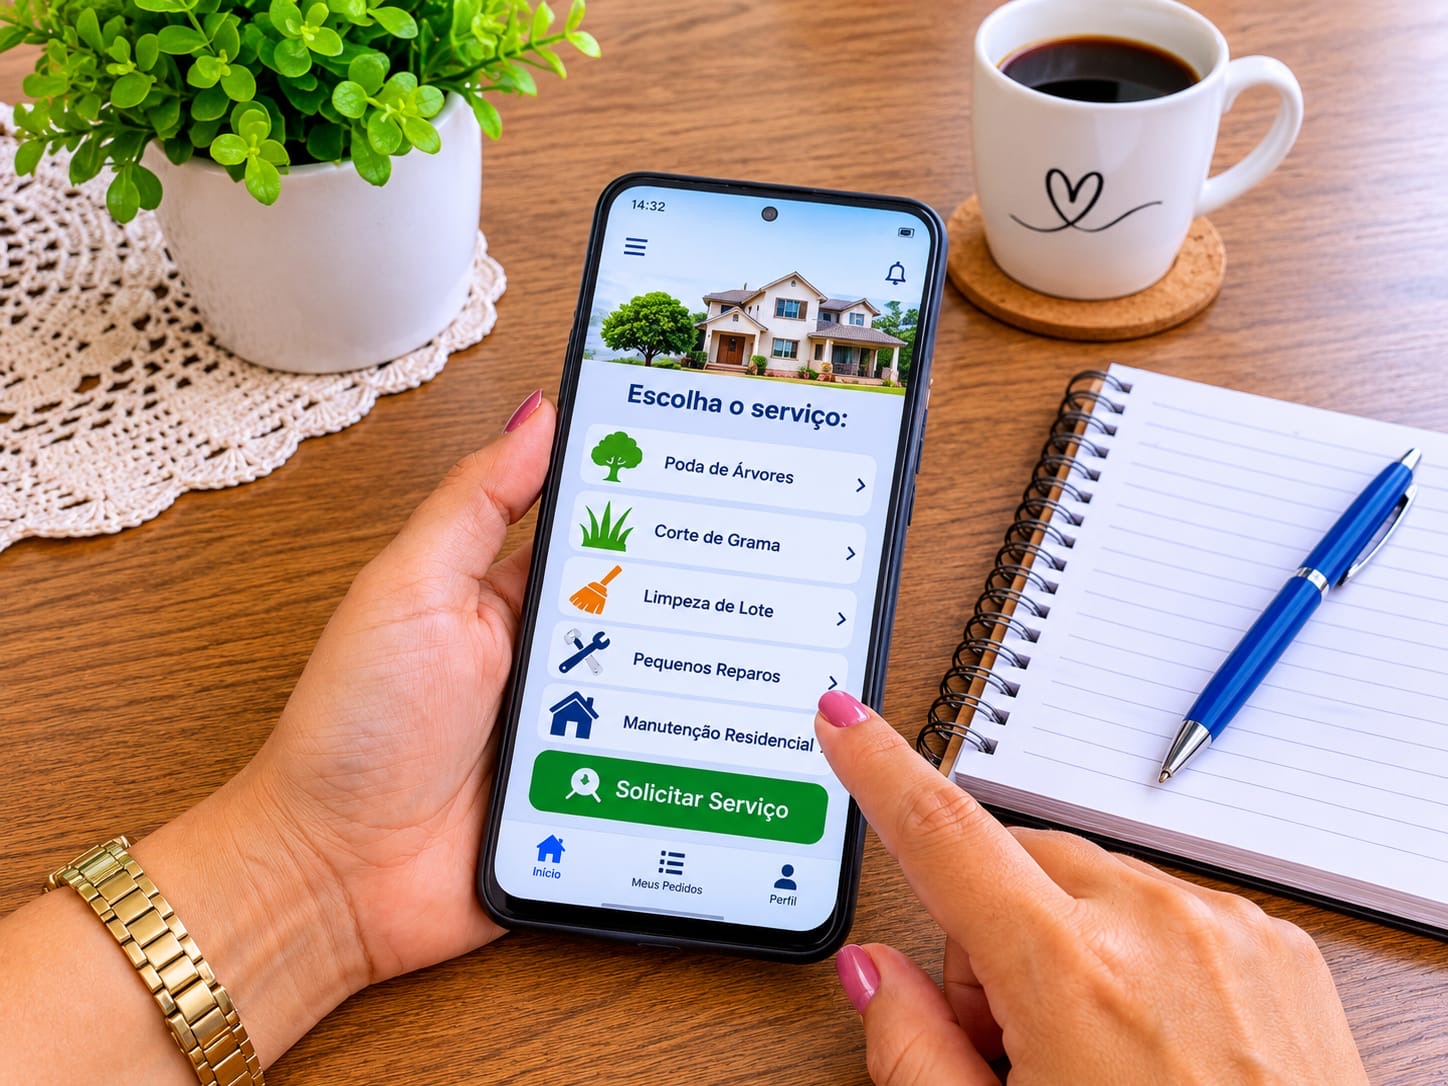 14:32
Escolha o serviço:
Poda de Árvores
Corte de Grama
Limpeza de Lote
Pequenos Reparos
Manutenção Residencial
Solicitar Serviço
Início
Meus Pedidos
Perfil